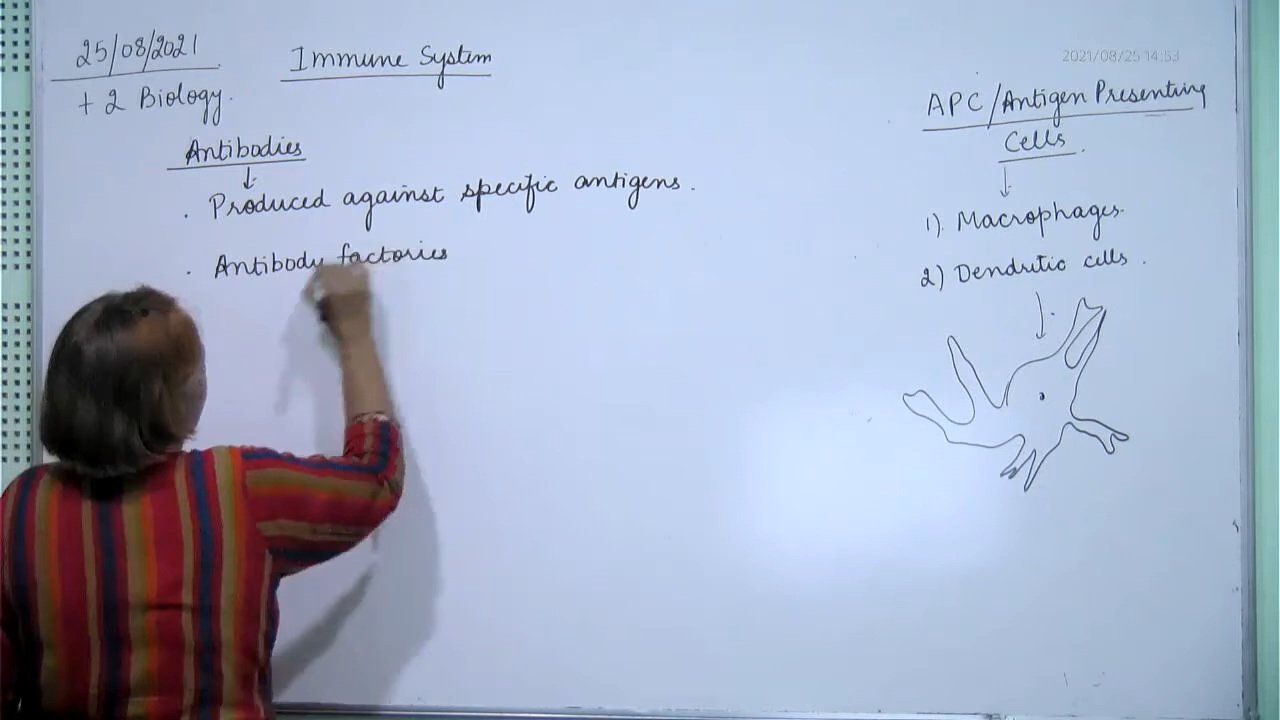 25/08/2021
+ 2 Biology.
Immune System
2021/08/25 14:53
Antibodies
. Produced against specific antigens.
. Antibody factories
APC/Antigen Presenting
Cells.
1). Macrophages.
2) Dendritic cells.